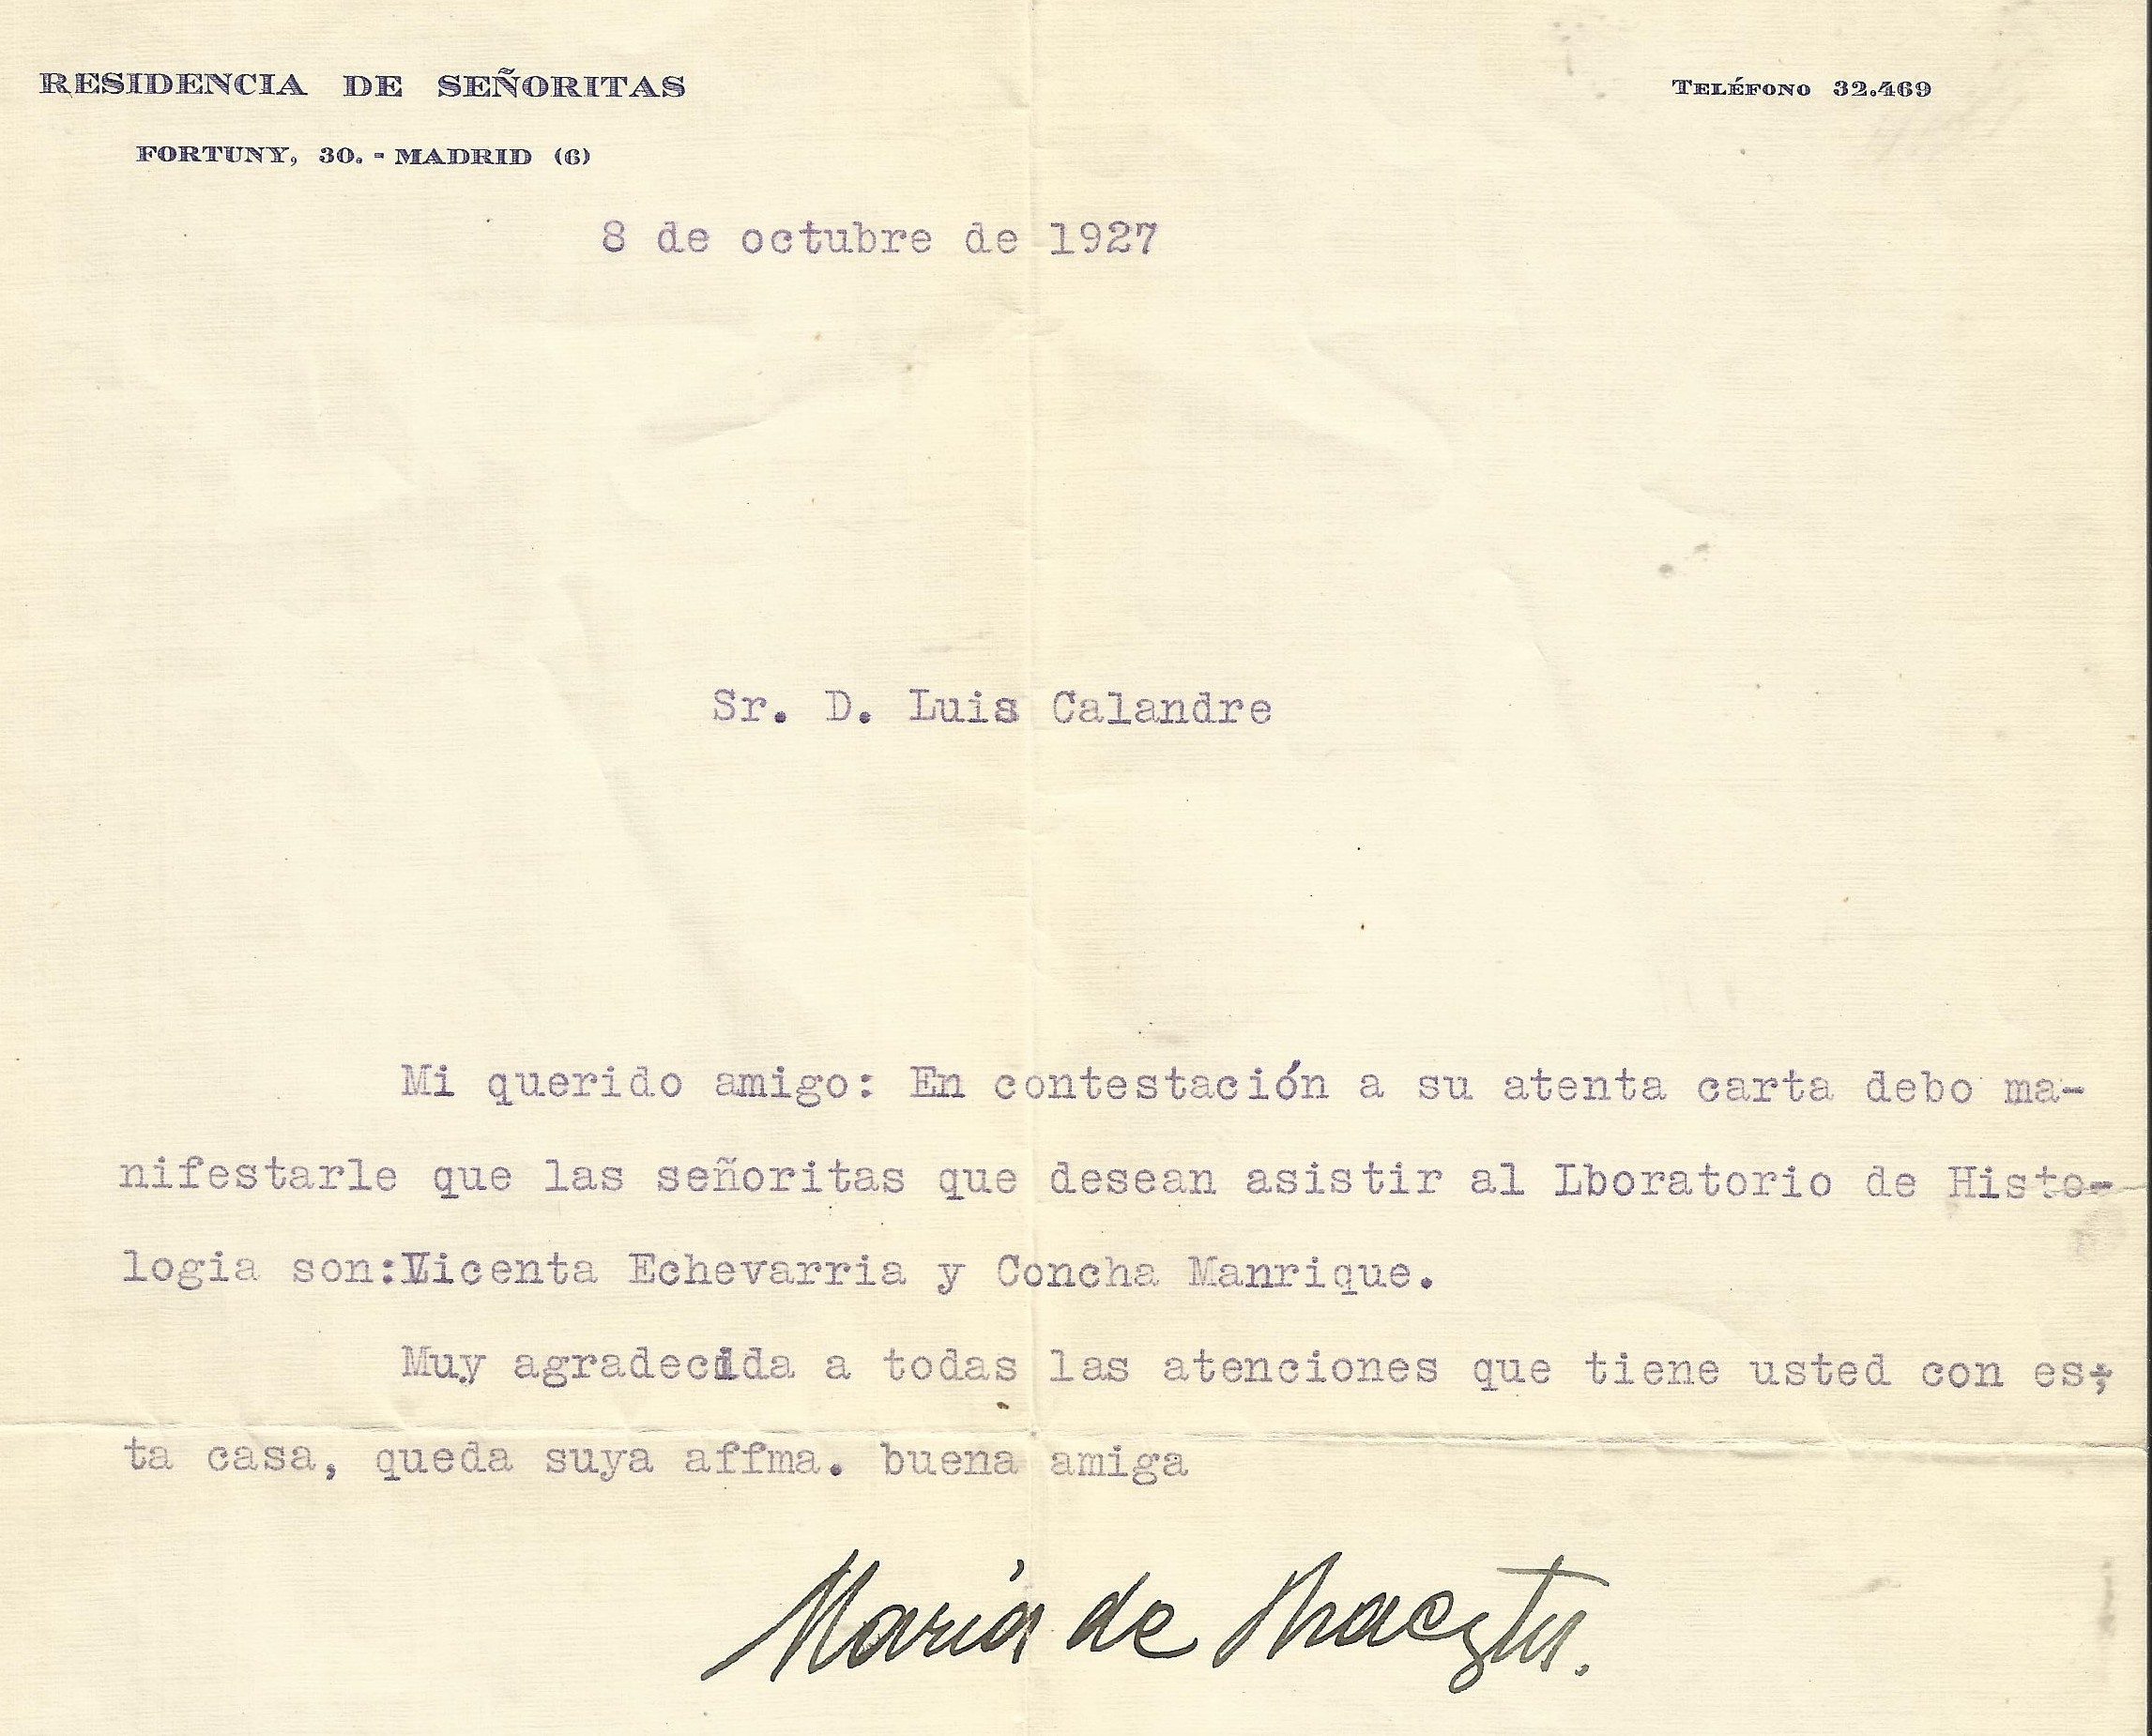 RESIDENCIA DE SEÑORITAS
FORTUNY, 30. - MADRID (6)
TELÉFONO 32.469
8 de octubre de 1927
Sr. D. Luis Calandre
Mi querido amigo: En contestación a su atenta carta debo ma-
nifestarle que las señoritas que desean asistir al Lboratorio de Histo-
logia son:Vicenta Echevarria y Concha Manrique.
Muy agradecida a todas las atenciones que tiene usted con es-
ta casa, queda suya affma. buena amiga
María de Maeztu.